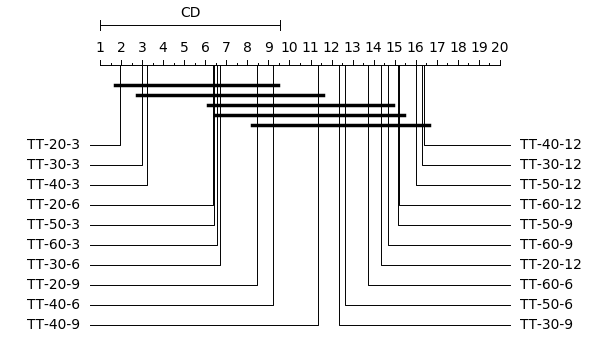 CD
1 2 3 4 5 6 7 8 9 10 11 12 13 14 15 16 17 18 19 20
TT-20-3 TT-40-12
TT-30-3 TT-30-12
TT-40-3 TT-50-12
TT-20-6 TT-60-12
TT-50-3 TT-50-9
TT-60-3 TT-60-9
TT-30-6 TT-20-12
TT-20-9 TT-60-6
TT-40-6 TT-50-6
TT-40-9 TT-30-9